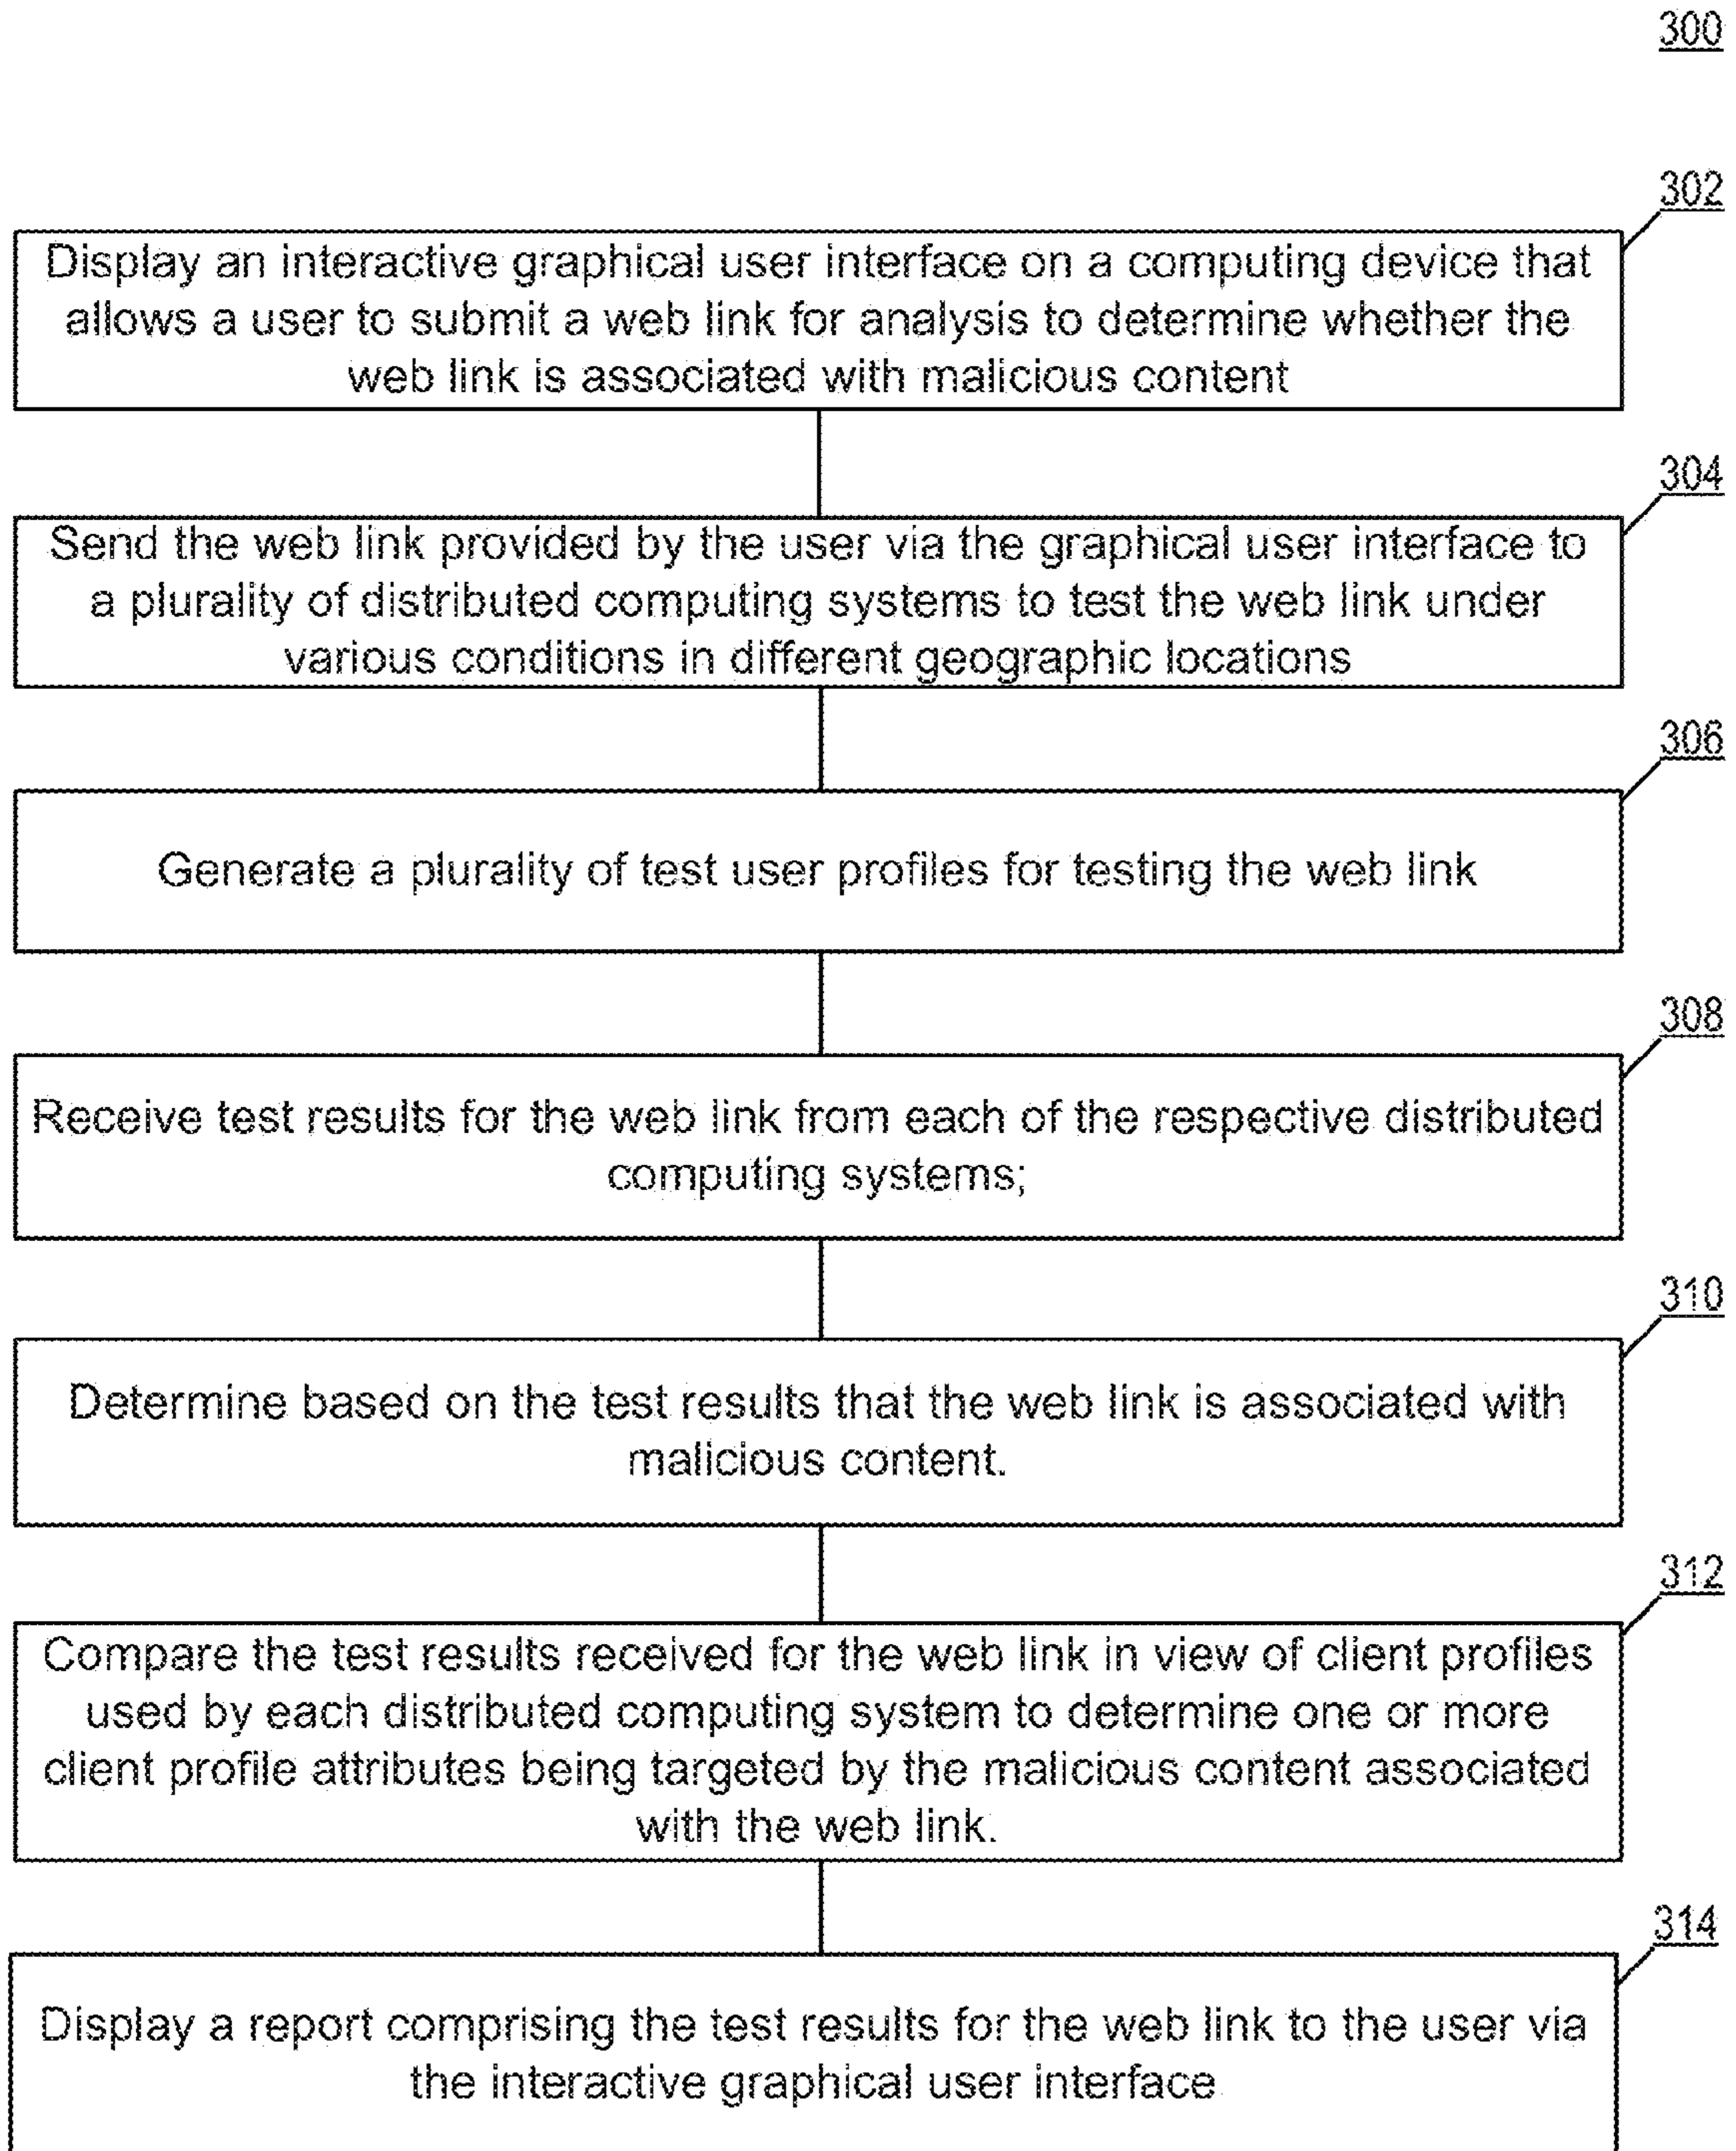 300
302
Display an interactive graphical user interface on a computing device that
allows a user to submit a web link for analysis to determine whether the
web link is associated with malicious content
304
Send the web link provided by the user via the graphical user interface to
a plurality of distributed computing systems to test the web link under
various conditions in different geographic locations
306
Generate a plurality of test user profiles for testing the web link
308
Receive test results for the web link from each of the respective distributed
computing systems;
310
Determine based on the test results that the web link is associated with
malicious content.
312
Compare the test results received for the web link in view of client profiles
used by each distributed computing system to determine one or more
client profile attributes being targeted by the malicious content associated
with the web link.
314
Display a report comprising the test results for the web link to the user via
the interactive graphical user interface